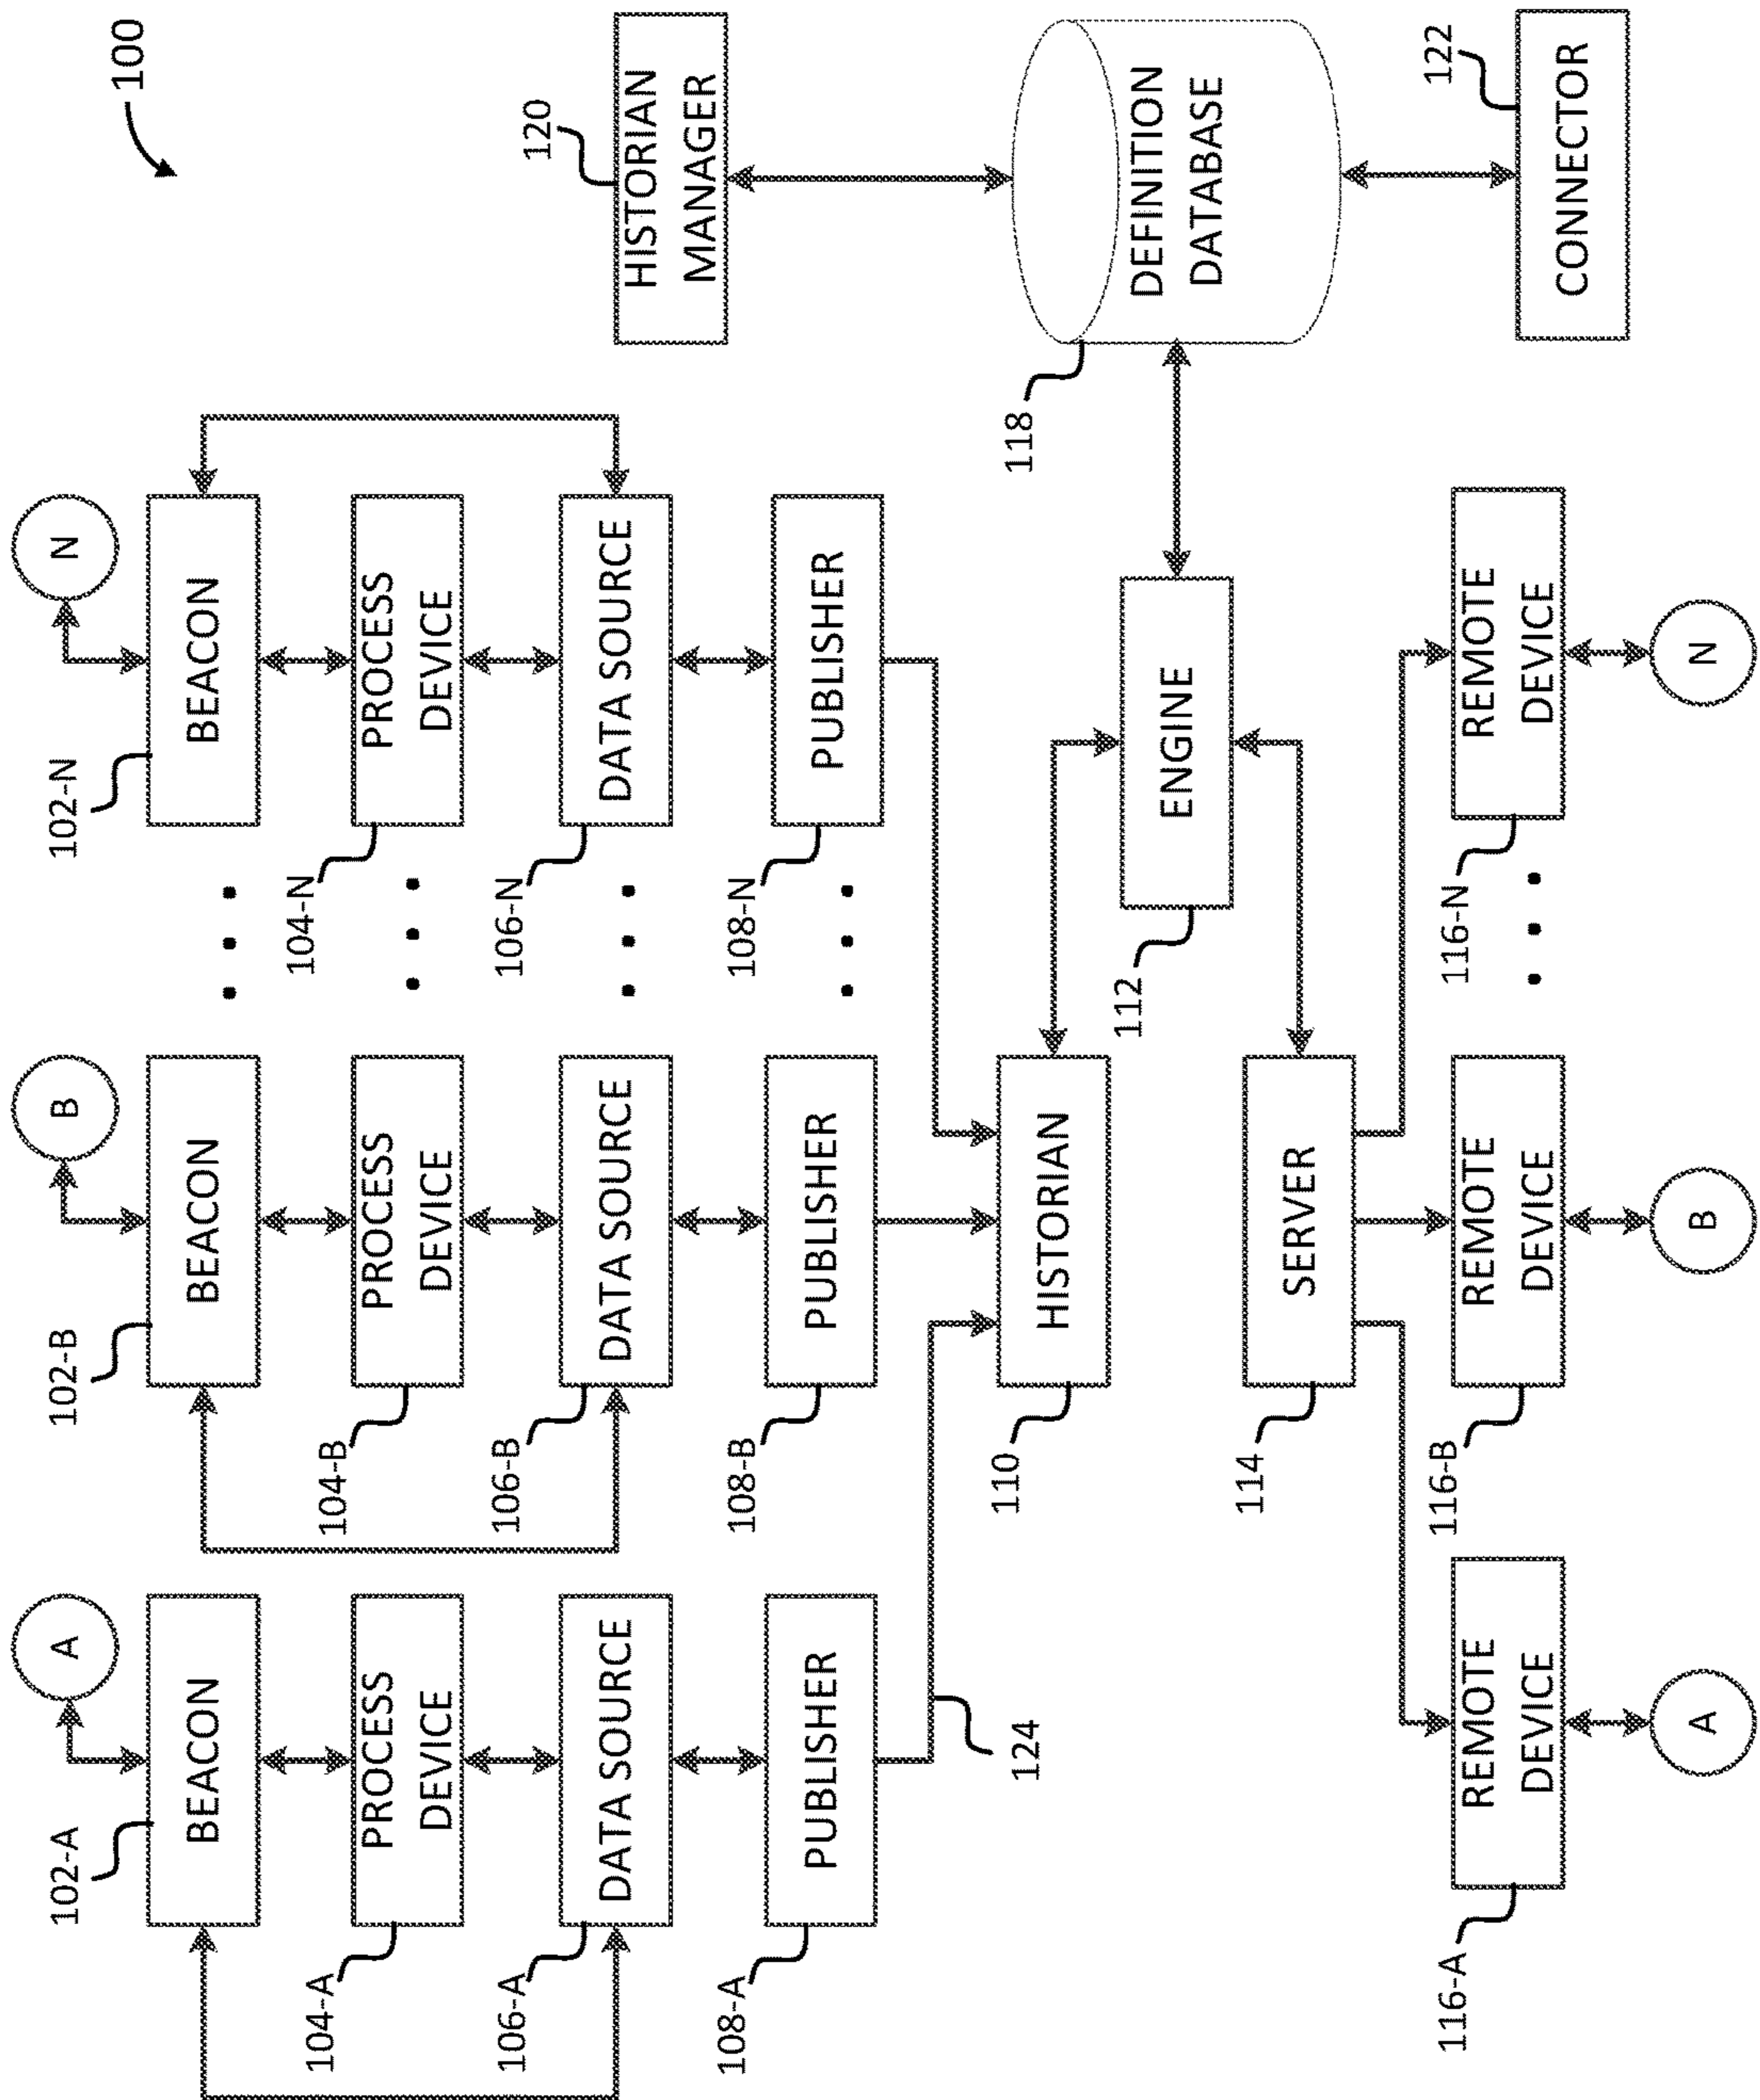 100
A
B
N
102-A
BEACON
102-B
BEACON
102-N
BEACON
104-A
PROCESS
DEVICE
104-B
PROCESS
DEVICE
104-N
PROCESS
DEVICE
106-A
DATA SOURCE
106-B
DATA SOURCE
106-N
DATA SOURCE
108-A
PUBLISHER
108-B
PUBLISHER
108-N
PUBLISHER
124
110
HISTORIAN
112
ENGINE
114
SERVER
116-A
REMOTE
DEVICE
116-B
REMOTE
DEVICE
116-N
REMOTE
DEVICE
A
B
N
120
HISTORIAN
MANAGER
118
DEFINITION
DATABASE
122
CONNECTOR